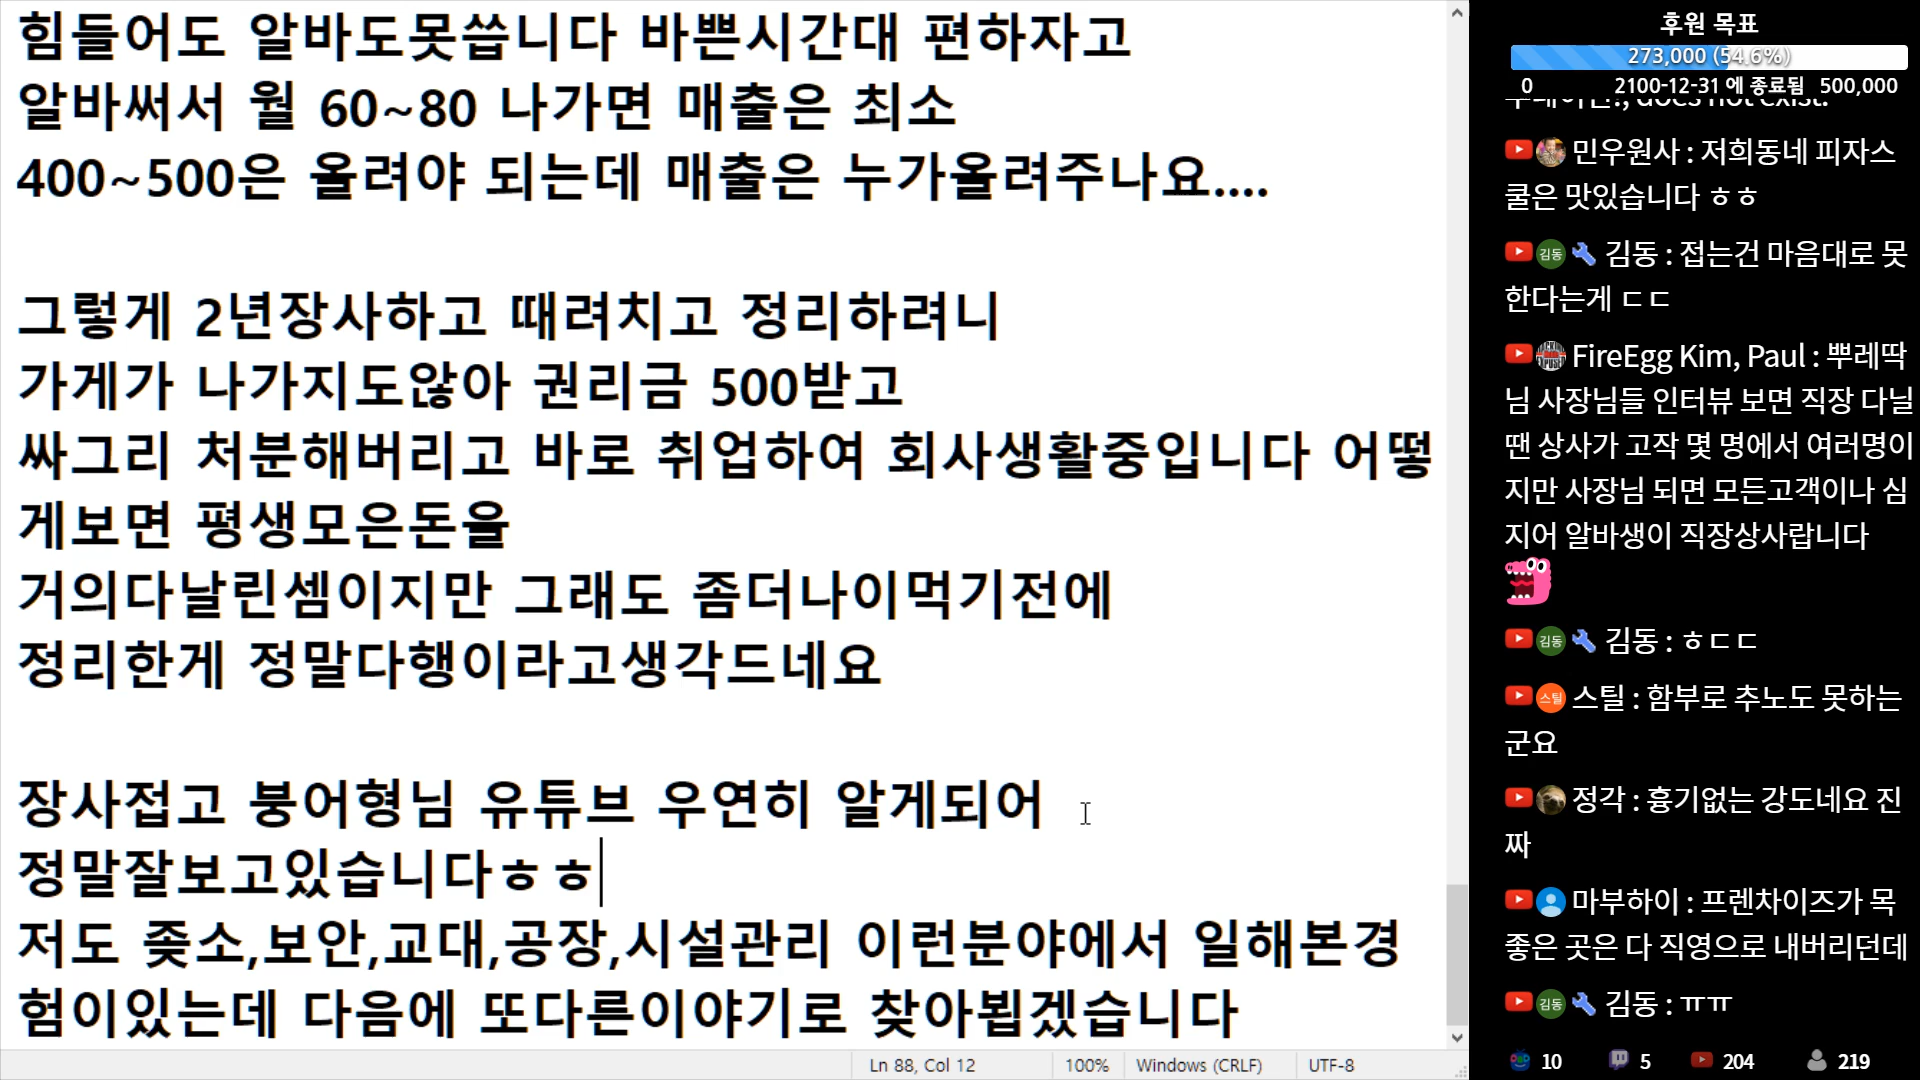 힘들어도 알바도못씁니다 바쁜시간대 편하자고
알바써서 월 60~80 나가면 매출은 최소
400~500은 올려야 되는데 매출은 누가올려주나요....
그렇게 2년장사하고 때려치고 정리하려니
가게가 나가지도않아 권리금 500받고
싸그리 처분해버리고 바로 취업하여 회사생활중입니다 어떻
게보면 평생모은돈을
거의다날린셈이지만 그래도 좀더나이먹기전에
정리한게 정말다행이라고생각드네요
장사접고 붕어형님 유튜브 우연히 알게되어
정말잘보고있습니다ㅎㅎ
저도 좆소,보안,교대,공장,시설관리 이런분야에서 일해본경
험이있는데 다음에 또다른이야기로 찾아뵙겠습니다
Ln 88, Col 12
100%
Windows (CRLF)
UTF-8
후원 목표
273,000 (54.6%)
0 2100-12-31 에 종료됨 500,000
does not exist.
민우원사 : 저희동네 피자스
쿨은 맛있습니다 ㅎㅎ
김동 김동 : 접는건 마음대로 못
한다는게 ㄷㄷ
FireEgg Kim, Paul : 뿌레딱
님 사장님들 인터뷰 보면 직장 다닐
땐 상사가 고작 몇 명에서 여러명이
지만 사장님 되면 모든고객이나 심
지어 알바생이 직장상사랍니다
김동 김동 : ㅎㄷㄷ
스틸 스틸 : 함부로 추노도 못하는
군요
정각 : 흉기없는 강도네요 진
짜
마부하이 : 프렌차이즈가 목
좋은 곳은 다 직영으로 내버리던데
김동 김동 : ㅠㅠ
10 5 204 219